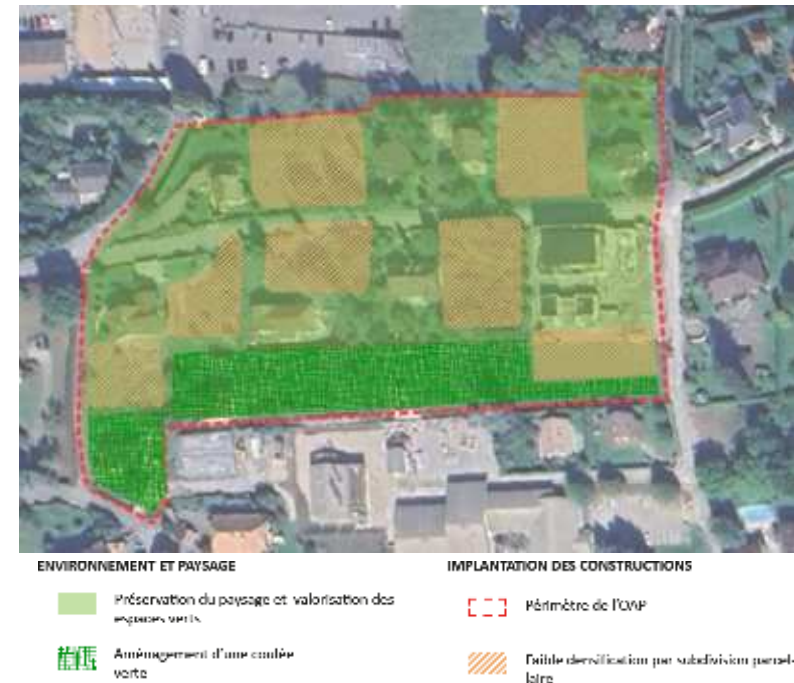 ENVIRONNEMENT ET PAYSAGE
Préservation du paysage et valorisation des
espaces verts
Aménagement d'une coulée
verte
IMPLANTATION DES CONSTRUCTIONS
Périmètre de l'OAP
Faible densification par subdivision parcel-
laire